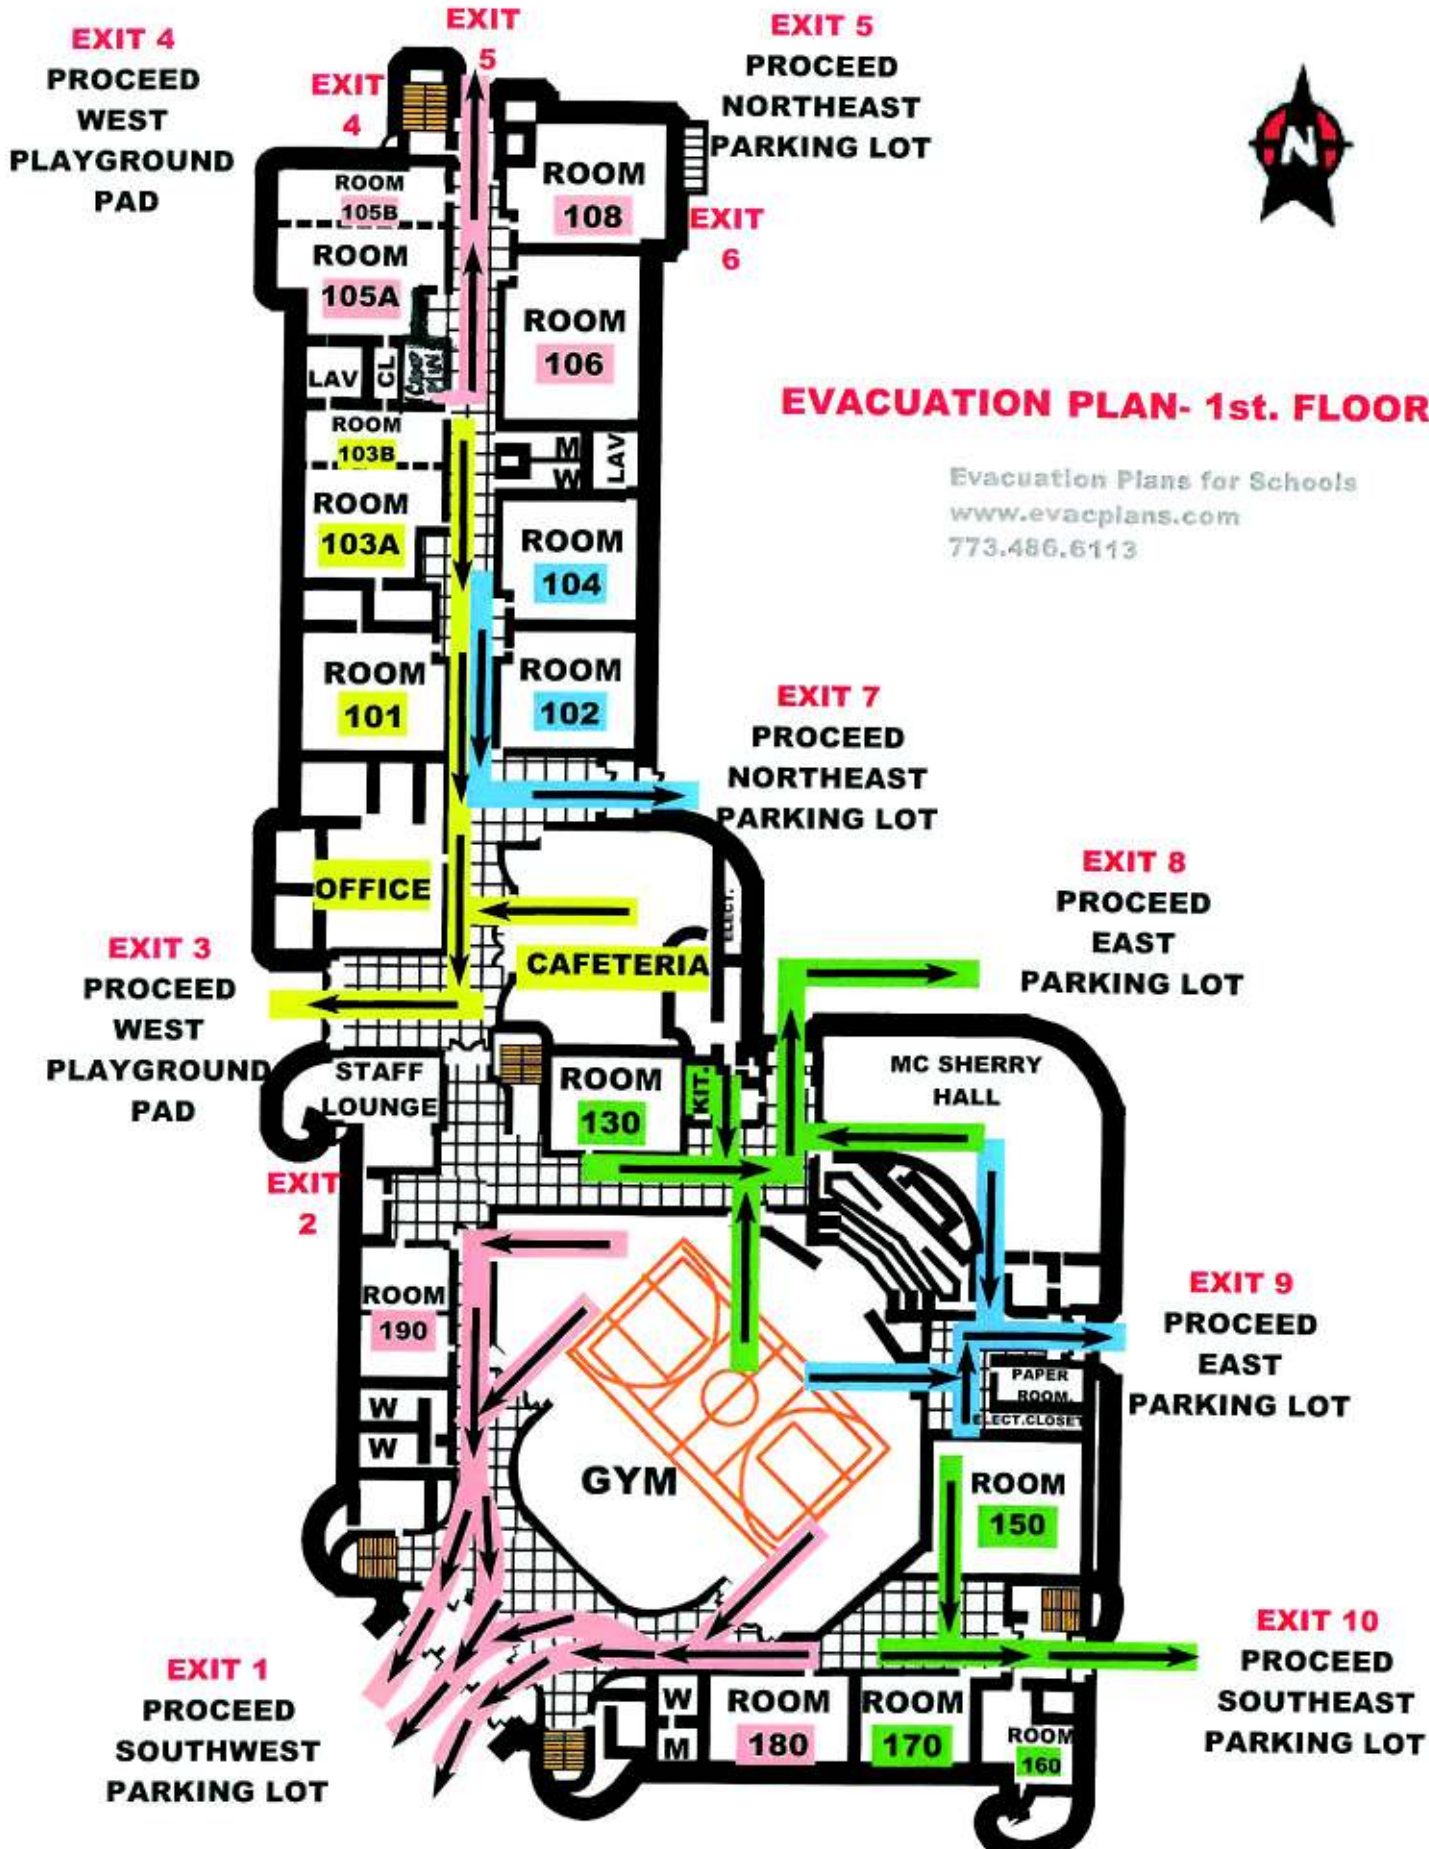 EXIT 4
PROCEED
WEST
PLAYGROUND
PAD
EXIT
4
EXIT
5
EXIT 5
PROCEED
NORTHEAST
PARKING LOT
N
EXIT
6
ROOM
105B
ROOM
105A
ROOM
108
ROOM
106
LAV
CL
ROOM
103B
ROOM
103A
M
W
LAV
ROOM
104
ROOM
101
ROOM
102
EVACUATION PLAN- 1st. FLOOR
Evacuation Plans for Schools
www.evacplans.com
773.486.6113
EXIT 7
PROCEED
NORTHEAST
PARKING LOT
OFFICE
CAFETERIA
ELECT.
EXIT 8
PROCEED
EAST
PARKING LOT
EXIT 3
PROCEED
WEST
PLAYGROUND
PAD
STAFF
LOUNGE
ROOM
130
KIT.
MC SHERRY
HALL
EXIT
2
ROOM
190
W
W
GYM
EXIT 9
PROCEED
EAST
PARKING LOT
PAPER
ROOM.
ELECT.CLOSET
ROOM
150
EXIT 1
PROCEED
SOUTHWEST
PARKING LOT
W
M
ROOM
180
ROOM
170
ROOM
160
EXIT 10
PROCEED
SOUTHEAST
PARKING LOT